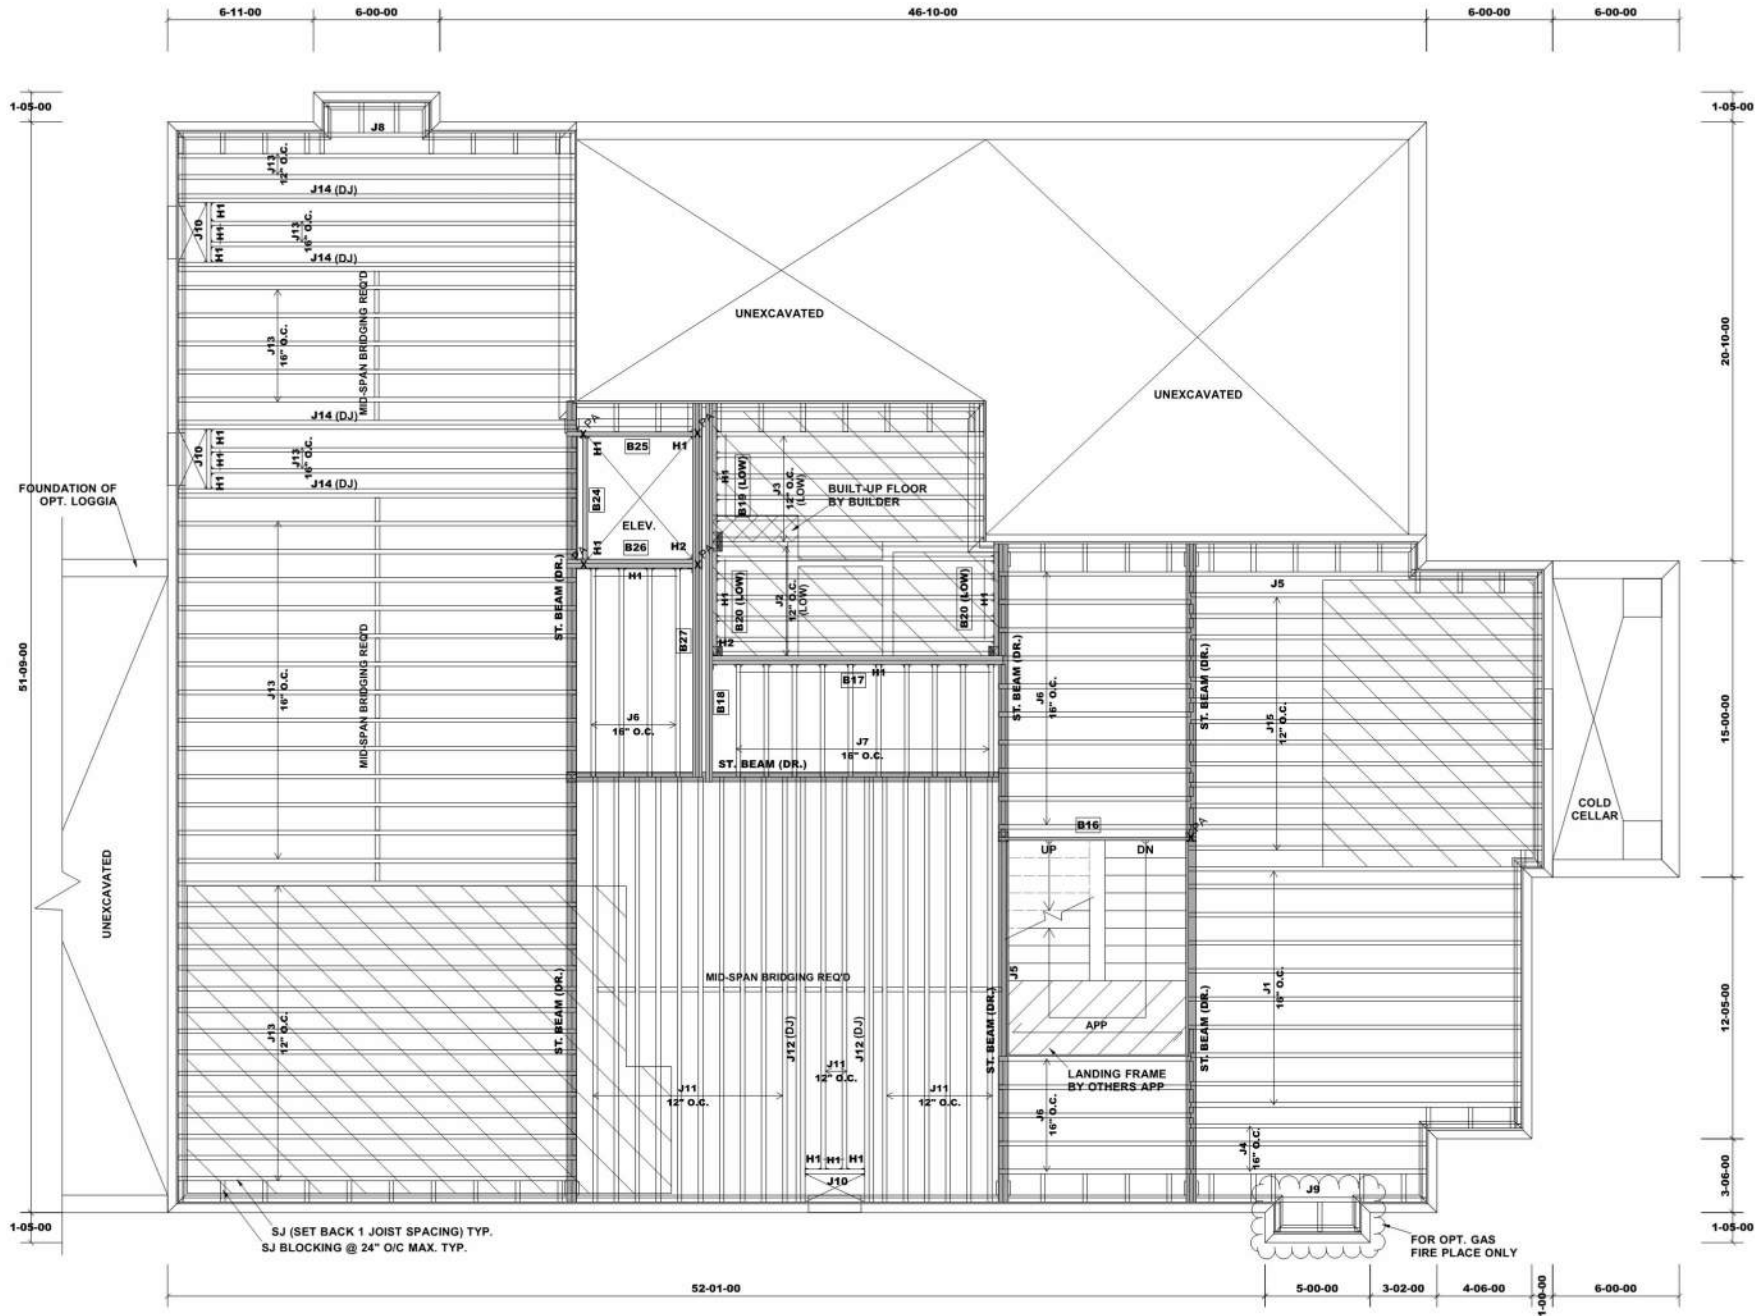 6-11-00
6-00-00
46-10-00
6-00-00
6-00-00
1-05-00
1-05-00
J8
J13
12" O.C.
J14 (DJ)
J10
H1
H1
H1
J13
16" O.C.
J14 (DJ)
J13
16" O.C.
MID-SPAN BRIDGING REQ'D
UNEXCAVATED
UNEXCAVATED
20-10-00
J14 (DJ)
J10
H1
H1
H1
J13
16" O.C.
J14 (DJ)
FOUNDATION OF
OPT. LOGGIA
PA
PA
H1
B25
H1
B24
ELEV.
H1
B26
H2
PA
PA
H1
H1
B19 (LOW)
J3
12" O.C.
(LOW)
BUILT-UP FLOOR
BY BUILDER
H1
B20 (LOW)
J2
12" O.C.
(LOW)
B20 (LOW)
H1
H2
ST. BEAM (DR.)
B27
B18
B17
H1
51-09-00
J13
16" O.C.
MID-SPAN BRIDGING REQ'D
J6
16" O.C.
J7
16" O.C.
ST. BEAM (DR.)
ST. BEAM (DR.)
J6
16" O.C.
ST. BEAM (DR.)
J5
J15
12" O.C.
15-00-00
COLD
CELLAR
B16
PA
UP
DN
UNEXCAVATED
J13
12" O.C.
ST. BEAM (DR.)
MID-SPAN BRIDGING REQ'D
J12 (DJ)
J12 (DJ)
J11
12" O.C.
J11
12" O.C.
J11
12" O.C.
ST. BEAM (DR.)
J5
APP
LANDING FRAME
BY OTHERS APP
J6
16" O.C.
ST. BEAM (DR.)
J1
16" O.C.
J4
16" O.C.
12-05-00
3-06-00
H1
H1
H1
J10
J9
1-05-00
1-05-00
SJ (SET BACK 1 JOIST SPACING) TYP.
SJ BLOCKING @ 24" O/C MAX. TYP.
FOR OPT. GAS
FIRE PLACE ONLY
52-01-00
5-00-00
3-02-00
4-06-00
1-00-00
6-00-00